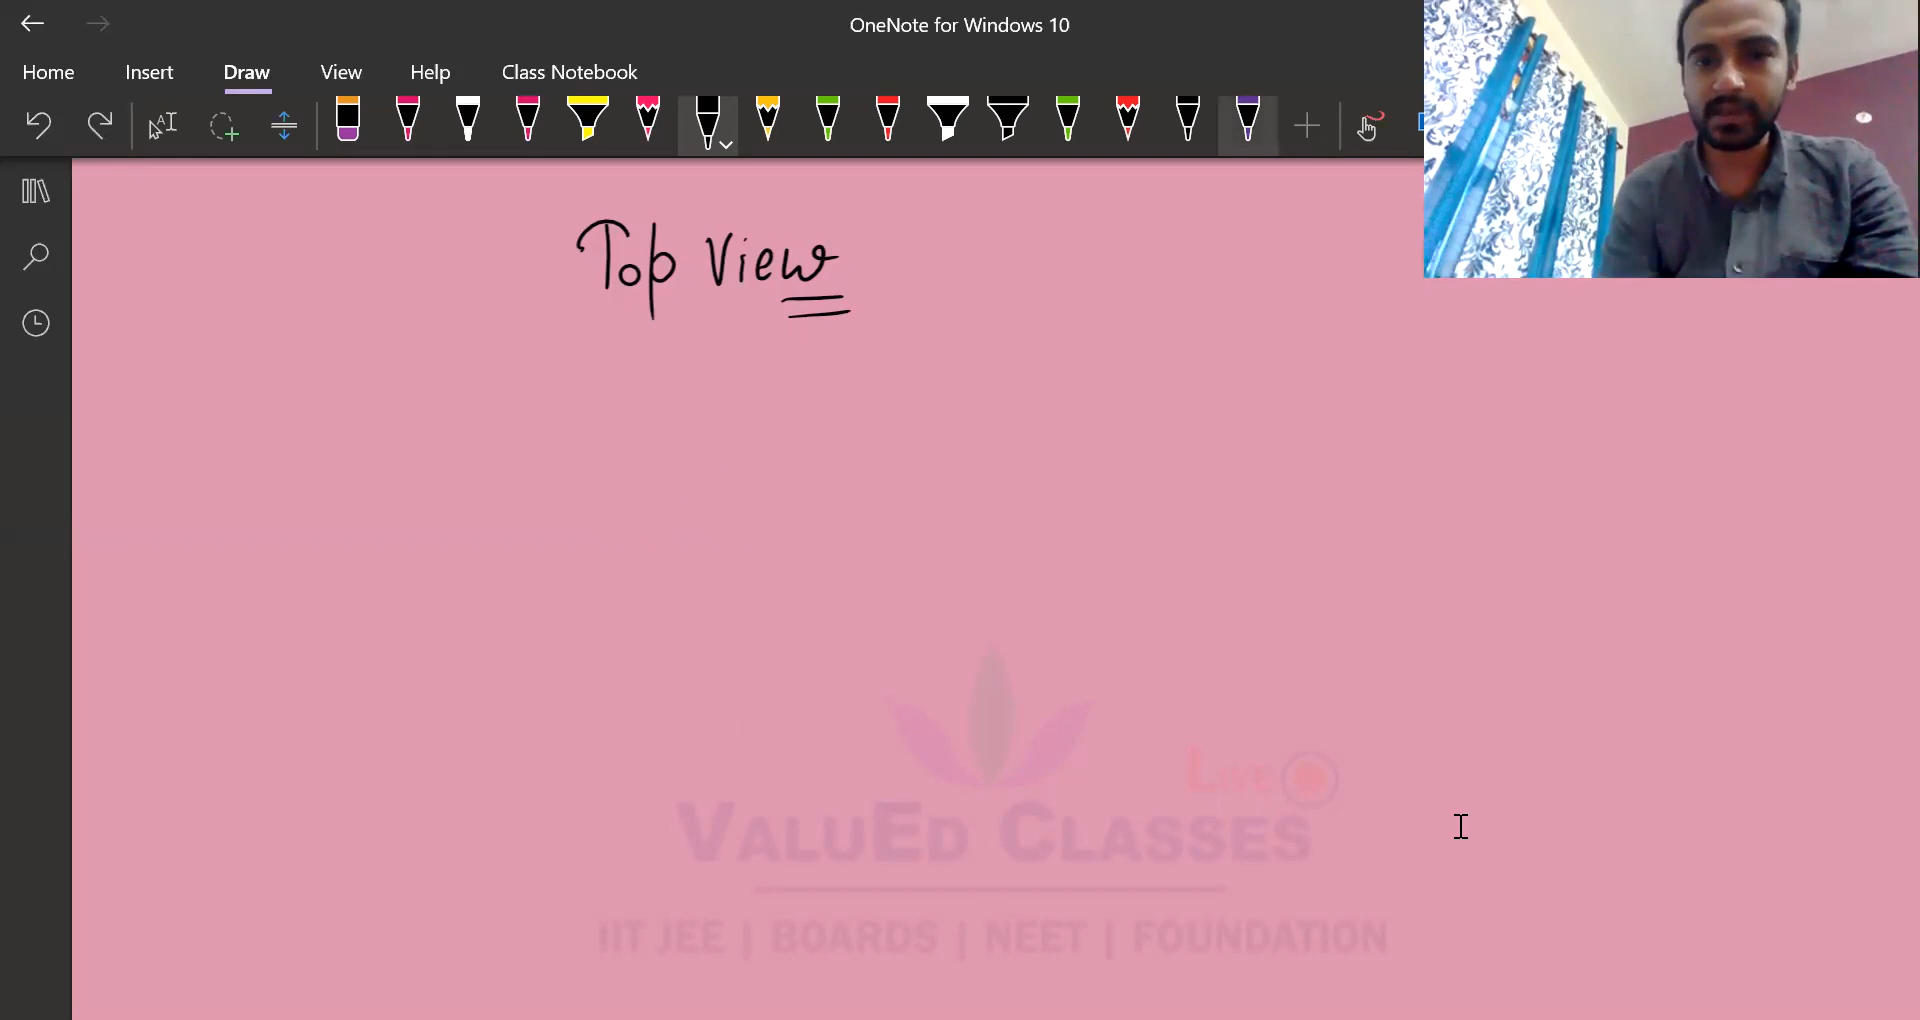 OneNote for Windows 10
Home Insert Draw View Help Class Notebook
Top View
Live
VALUED CLASSES
IIT JEE | BOARDS | NEET | FOUNDATION